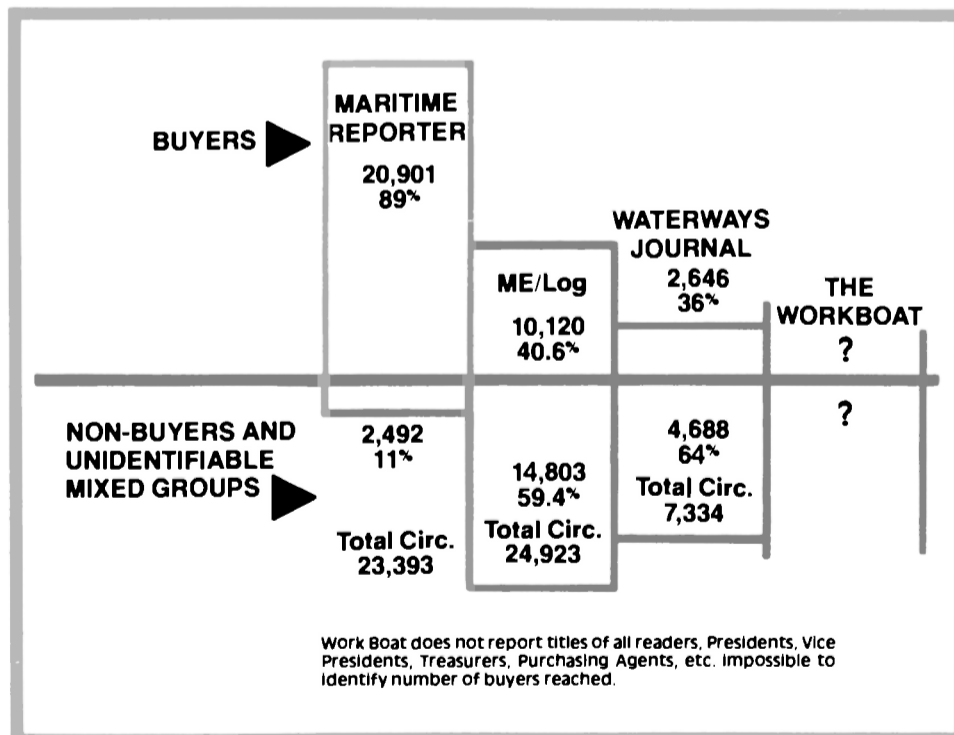 BUYERS
MARITIME
REPORTER
20,901
89%
ME/Log
10,120
40.6%
WATERWAYS
JOURNAL
2,646
36%
THE
WORKBOAT
?
NON-BUYERS AND
UNIDENTIFIABLE
MIXED GROUPS
2,492
11%
Total Circ.
23,393
14,803
59.4%
Total Circ.
24,923
4,688
64%
Total Circ.
7,334
?
Work Boat does not report titles of all readers, Presidents, Vice
Presidents, Treasurers, Purchasing Agents, etc. Impossible to
identify number of buyers reached.